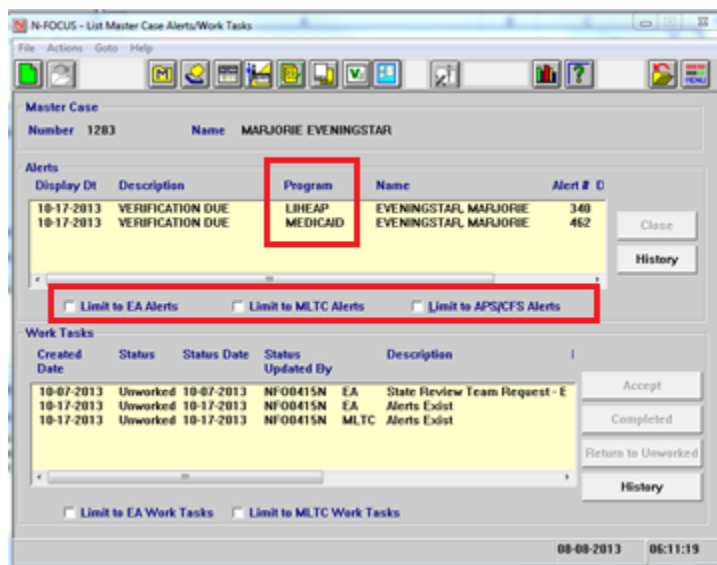 N-FOCUS - List Master Case Alerts/Work Tasks
File Actions Goto Help
MENU
Master Case
Number 1283 Name MARJORIE EVENINGSTAR
Alerts
Display Dt Description Program Name Alert # D
10-17-2013 VERIFICATION DUE LIHEAP EVENINGSTAR, MARJORIE 340
10-17-2013 VERIFICATION DUE MEDICAID EVENINGSTAR, MARJORIE 462
Close
History
Limit to EA Alerts Limit to MLTC Alerts Limit to APS/CFS Alerts
Work Tasks
Created Date Status Status Date Status Updated By Description
10-07-2013 Unworked 10-07-2013 NFO0415N EA State Review Team Request - E
10-17-2013 Unworked 10-17-2013 NFO0415N EA Alerts Exist
10-17-2013 Unworked 10-17-2013 NFO0415N MLTC Alerts Exist
Accept
Completed
Return to Unworked
History
Limit to EA Work Tasks Limit to MLTC Work Tasks
08-08-2013 06:11:19